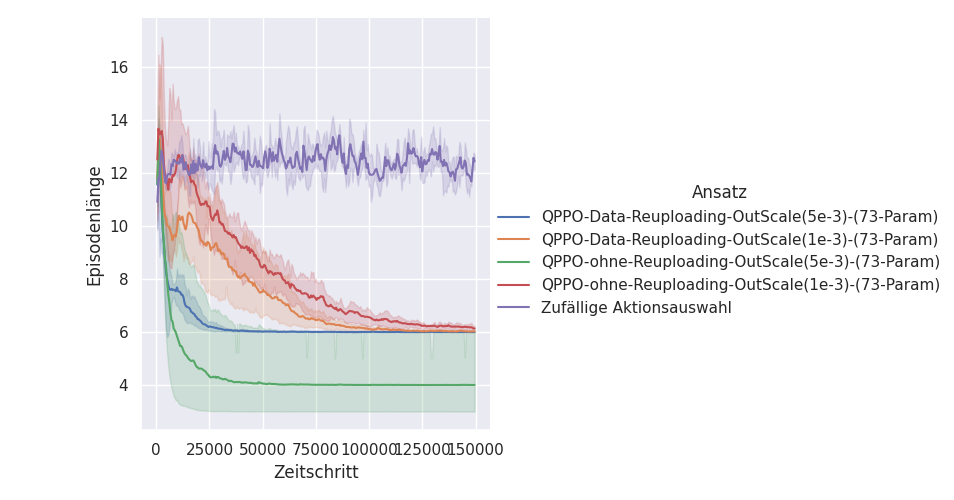 16
14
12
10
8
6
4
Episodenlänge
0
25000
50000
75000
100000
125000
150000
Zeitschritt
Ansatz
QPPO-Data-Reuploading-OutScale(5e-3)-(73-Param)
QPPO-Data-Reuploading-OutScale(1e-3)-(73-Param)
QPPO-ohne-Reuploading-OutScale(5e-3)-(73-Param)
QPPO-ohne-Reuploading-OutScale(1e-3)-(73-Param)
Zufällige Aktionsauswahl